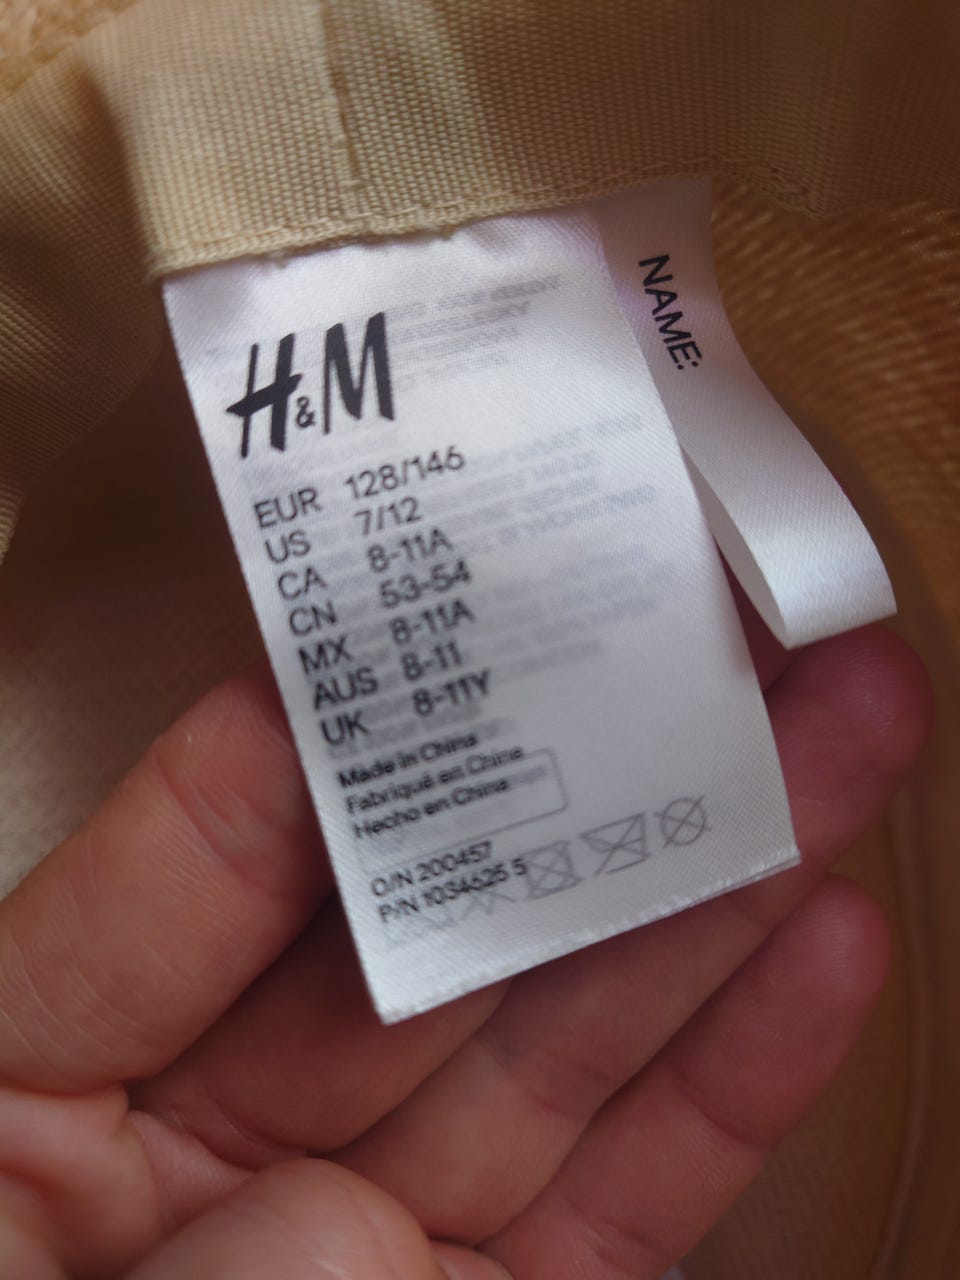 H&M
EUR 128/146
US 7/12
CA 8-11A
CN 53-54
MX 8-11A
AUS 8-11
UK 8-11Y
Made in China
Fabriqué en Chine
Hecho en China
O/N 200457
P/N 1034625 5
NAME: